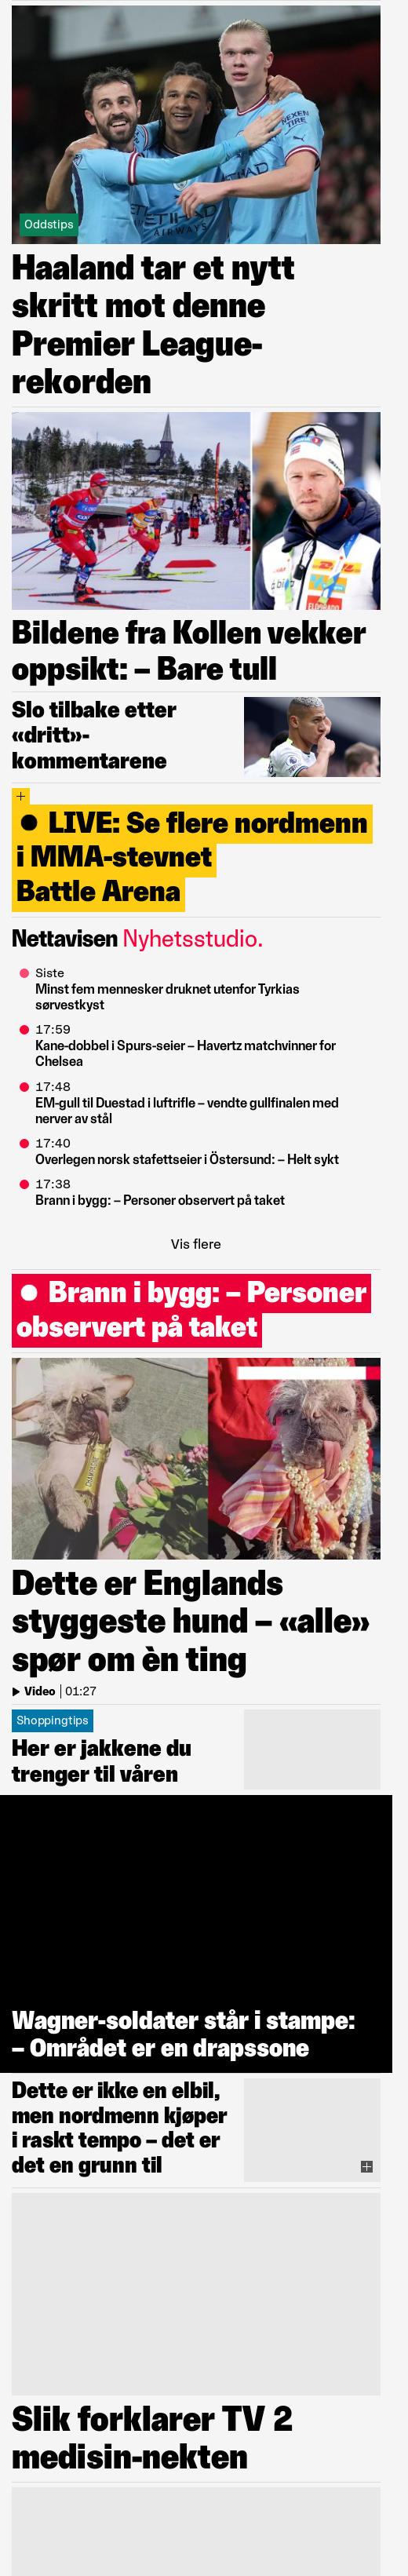 NEXEN
TIRE
ETIHAD
AIRWAYS
Oddstips
Haaland tar et nytt
skritt mot denne
Premier League-
rekorden
Bildene fra Kollen vekker
oppsikt: – Bare tull
Slo tilbake etter
«dritt»-
kommentarene
LIVE: Se flere nordmenn
i MMA-stevnet
Battle Arena
Nettavisen Nyhetsstudio.
Siste
Minst fem mennesker druknet utenfor Tyrkias
sørvestkyst
17:59
Kane-dobbel i Spurs-seier – Havertz matchvinner for
Chelsea
17:48
EM-gull til Duestad i luftrifle – vendte gullfinalen med
nerver av stål
17:40
Overlegen norsk stafettseier i Östersund: – Helt sykt
17:38
Brann i bygg: – Personer observert på taket
Vis flere
Brann i bygg: – Personer
observert på taket
Dette er Englands
styggeste hund – «alle»
spør om èn ting
Video 01:27
Shoppingtips
Her er jakkene du
trenger til våren
Wagner-soldater står i stampe:
– Området er en drapssone
Dette er ikke en elbil,
men nordmenn kjøper
i raskt tempo – det er
det en grunn til
Slik forklarer TV 2
medisin-nekten